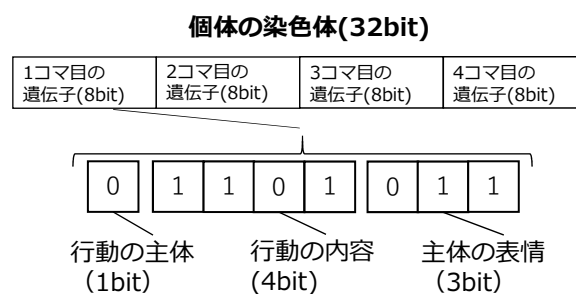 個体の染色体(32bit)
1コマ目の 2コマ目の 3コマ目の 4コマ目の
遺伝子(8bit) 遺伝子(8bit) 遺伝子(8bit) 遺伝子(8bit)
0 1 1 0 1 0 1 1
行動の主体 行動の内容 主体の表情
（1bit） (4bit) （3bit）